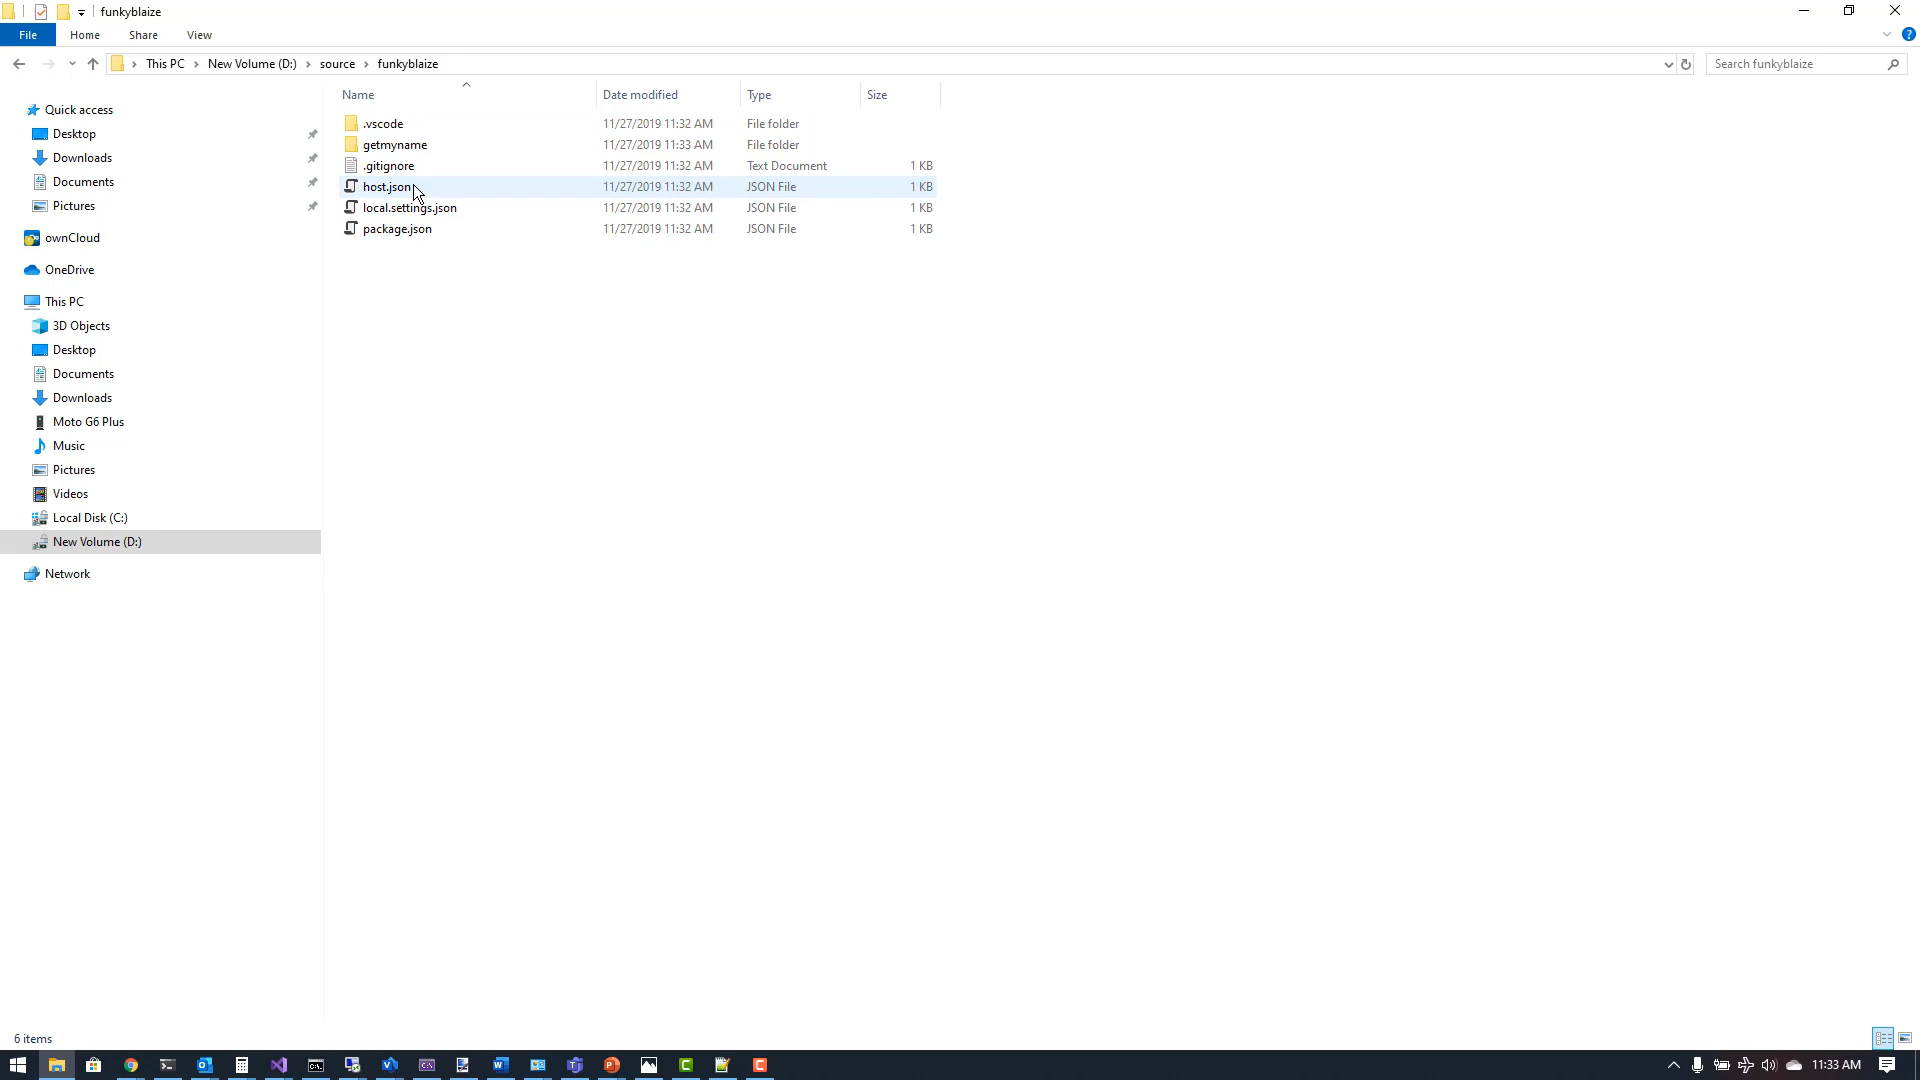 funkyblaize
File Home Share View
This PC New Volume (D:) source funkyblaize Search funkyblaize
Name Date modified Type Size
Quick access
Desktop
Downloads
Documents
Pictures
ownCloud
OneDrive
This PC
3D Objects
Desktop
Documents
Downloads
Moto G6 Plus
Music
Pictures
Videos
Local Disk (C:)
New Volume (D:)
Network
.vscode 11/27/2019 11:32 AM File folder
getmyname 11/27/2019 11:33 AM File folder
.gitignore 11/27/2019 11:32 AM Text Document 1 KB
host.json 11/27/2019 11:32 AM JSON File 1 KB
local.settings.json 11/27/2019 11:32 AM JSON File 1 KB
package.json 11/27/2019 11:32 AM JSON File 1 KB
6 items
11:33 AM